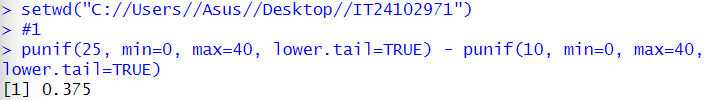 > setwd("C://Users//Asus//Desktop//IT24102971")
> #1
> punif(25, min=0, max=40, lower.tail=TRUE) - punif(10, min=0, max=40,
lower.tail=TRUE)
[1] 0.375